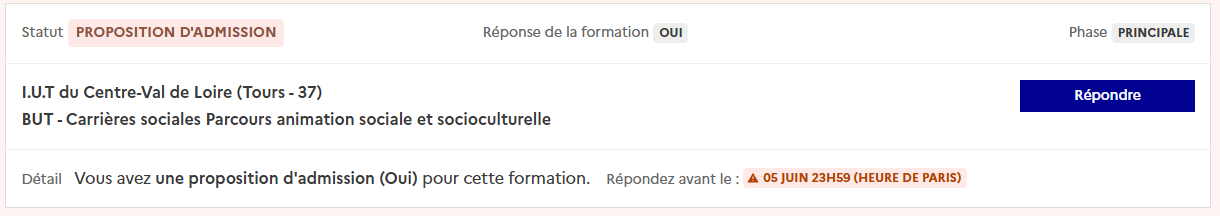 Statut PROPOSITION D'ADMISSION Réponse de la formation OUI Phase PRINCIPALE
I.U.T du Centre-Val de Loire (Tours - 37)
Répondre
BUT - Carrières sociales Parcours animation sociale et socioculturelle
Détail Vous avez une proposition d'admission (Oui) pour cette formation. Répondez avant le : 05 JUIN 23H59 (HEURE DE PARIS)